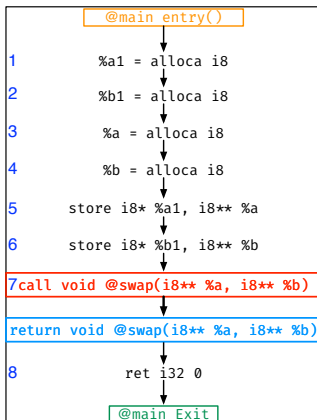 @main entry()
1 %a1 = alloca i8
2 %b1 = alloca i8
3 %a = alloca i8
4 %b = alloca i8
5 store i8* %a1, i8** %a
6 store i8* %b1, i8** %b
7 call void @swap(i8** %a, i8** %b)
return void @swap(i8** %a, i8** %b)
8 ret i32 0
@main Exit